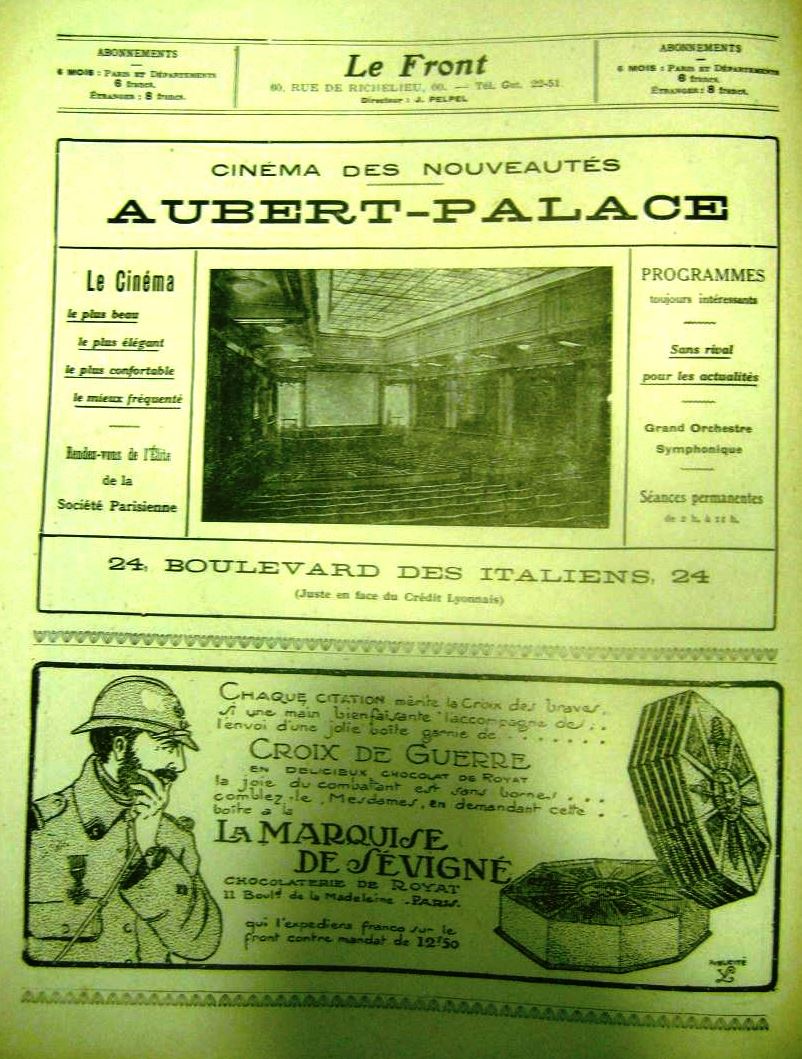 ABONNEMENTS
6 MOIS : PARIS ET DÉPARTEMENTS
6 francs.
ÉTRANGER : 8 francs.
Le Front
60, RUE DE RICHELIEU, 60. — Tél. Gut. 22-51
Directeur : J. PELPEL
ABONNEMENTS
6 MOIS : PARIS ET DÉPARTEMENTS
6 francs.
ÉTRANGER : 8 francs.
CINÉMA DES NOUVEAUTÉS
AUBERT-PALACE
Le Cinéma
le plus beau
le plus élégant
le plus confortable
le mieux fréquenté
Rendez-vous de l'Élite
de la
Société Parisienne
PROGRAMMES
toujours intéressants
Sans rival
pour les actualités
Grand Orchestre
Symphonique
Séances permanentes
de 2 h. à 11 h.
24, BOULEVARD DES ITALIENS, 24
(Juste en face du Crédit Lyonnais)
CHAQUE CITATION mérite la Croix des braves.
Si une main bienfaisante l'accompagne de..
l'envoi d'une jolie boîte garnie de.......
CROIX DE GUERRE
EN DELICIEUX CHOCOLAT DE ROYAT
la joie du combattant est sans bornes...
comblez-le, Mesdames, en demandant cette.
boîte à la
LA MARQUISE
DE SÉVIGNÉ
CHOCOLATERIE DE ROYAT
11 Bould de la Madeleine - PARIS.
qui l'expédiera franco sur le
front contre mandat de 12f50
PUBLICITÉ